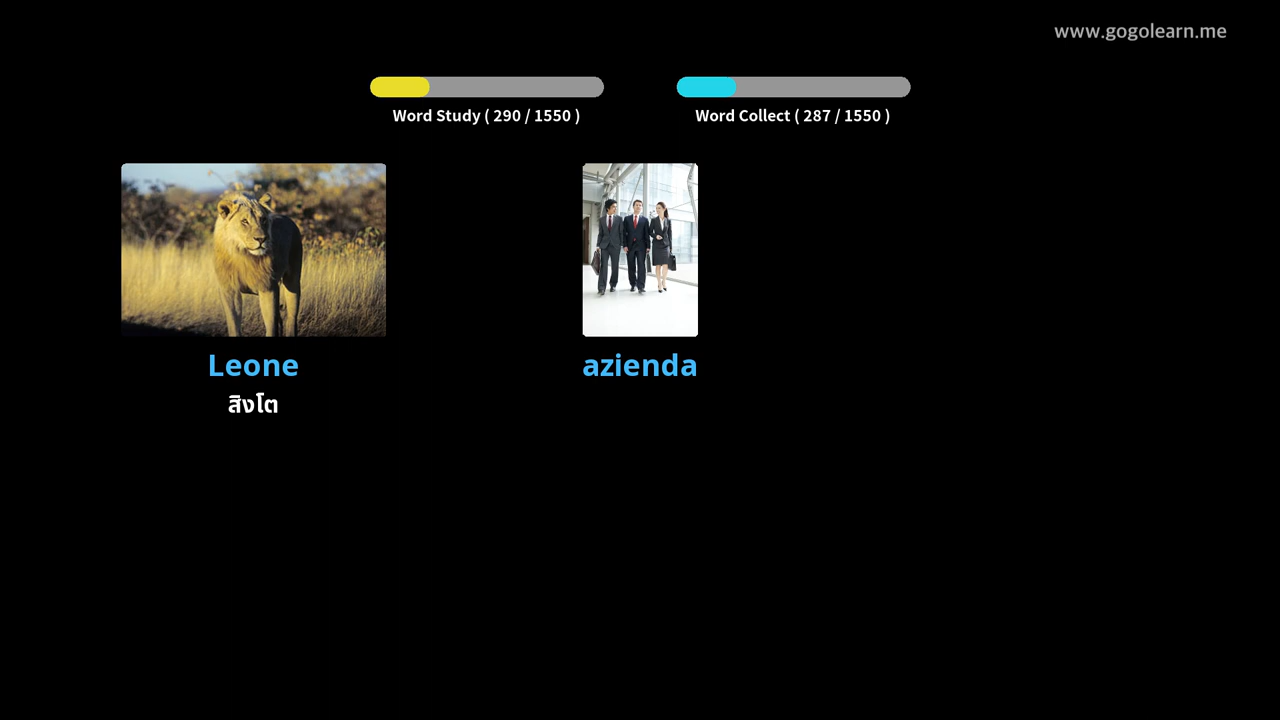 www.gogolearn.me
Word Study ( 290 / 1550 )
Word Collect ( 287 / 1550 )
Leone
สิงโต
azienda